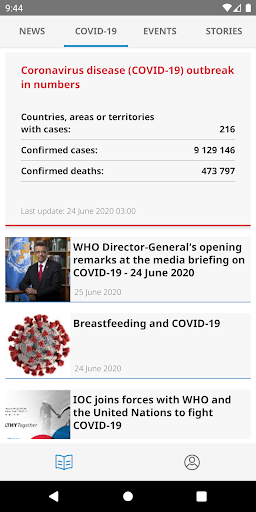 9:44
NEWS COVID-19 EVENTS STORIES
Coronavirus disease (COVID-19) outbreak
in numbers
Countries, areas or territories
with cases: 216
Confirmed cases: 9 129 146
Confirmed deaths: 473 797
Last update: 24 June 2020 03:00
WHO Director-General's opening
remarks at the media briefing on
COVID-19 - 24 June 2020
25 June 2020
Breastfeeding and COVID-19
24 June 2020
IOC joins forces with WHO and
the United Nations to fight
COVID-19
LTHYTogether